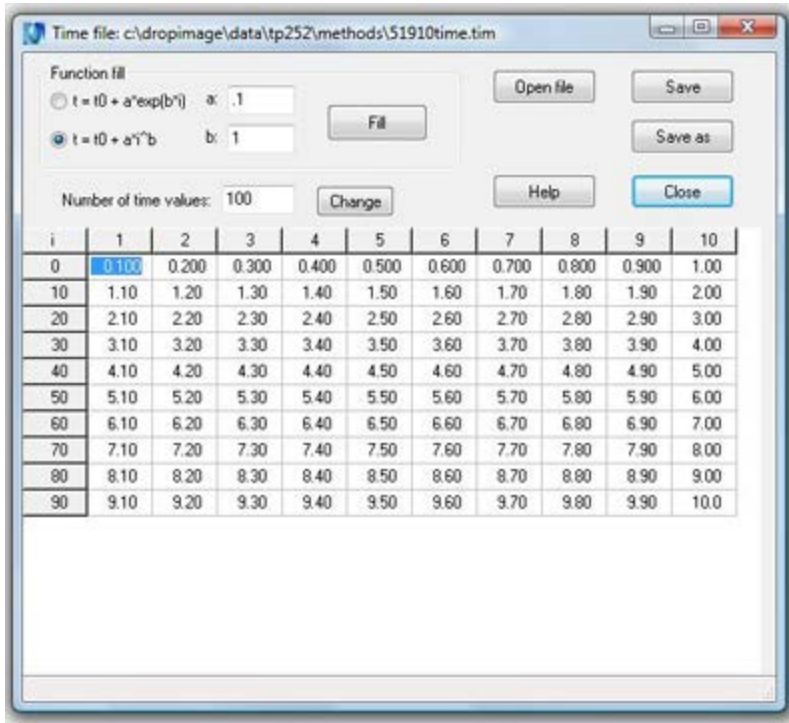 Time file: c:\dropimage\data\tp252\methods\51910time.tim
Function fill
t = t0 + a*exp(b*i) a: .1
t = t0 + a*i^b b: 1
Fill
Open file Save
Save as
Number of time values: 100 Change
Help Close
i 1 2 3 4 5 6 7 8 9 10
0 0.100 0.200 0.300 0.400 0.500 0.600 0.700 0.800 0.900 1.00
10 1.10 1.20 1.30 1.40 1.50 1.60 1.70 1.80 1.90 2.00
20 2.10 2.20 2.30 2.40 2.50 2.60 2.70 2.80 2.90 3.00
30 3.10 3.20 3.30 3.40 3.50 3.60 3.70 3.80 3.90 4.00
40 4.10 4.20 4.30 4.40 4.50 4.60 4.70 4.80 4.90 5.00
50 5.10 5.20 5.30 5.40 5.50 5.60 5.70 5.80 5.90 6.00
60 6.10 6.20 6.30 6.40 6.50 6.60 6.70 6.80 6.90 7.00
70 7.10 7.20 7.30 7.40 7.50 7.60 7.70 7.80 7.90 8.00
80 8.10 8.20 8.30 8.40 8.50 8.60 8.70 8.80 8.90 9.00
90 9.10 9.20 9.30 9.40 9.50 9.60 9.70 9.80 9.90 10.0